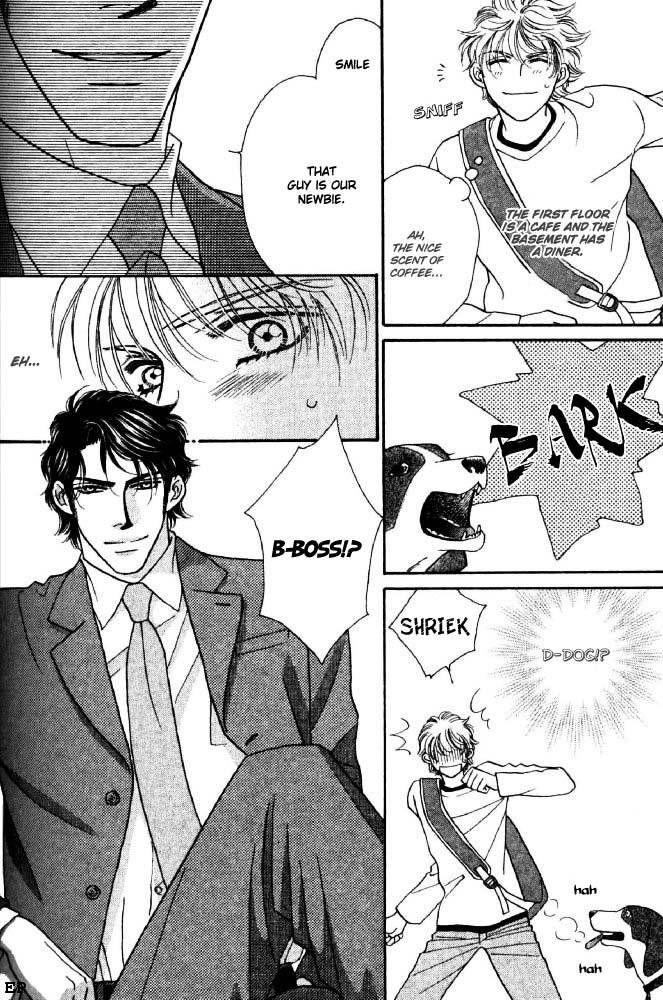 SNIFF
THE FIRST FLOOR
IS A CAFE AND THE
BASEMENT HAS
A DINER.
AH,
THE NICE
SCENT OF
COFFEE...
BARK
SHRIEK
D-DOG!?
hah
hah
SMILE
THAT
GUY IS OUR
NEWBIE.
EH...
B-BOSS!?
EP